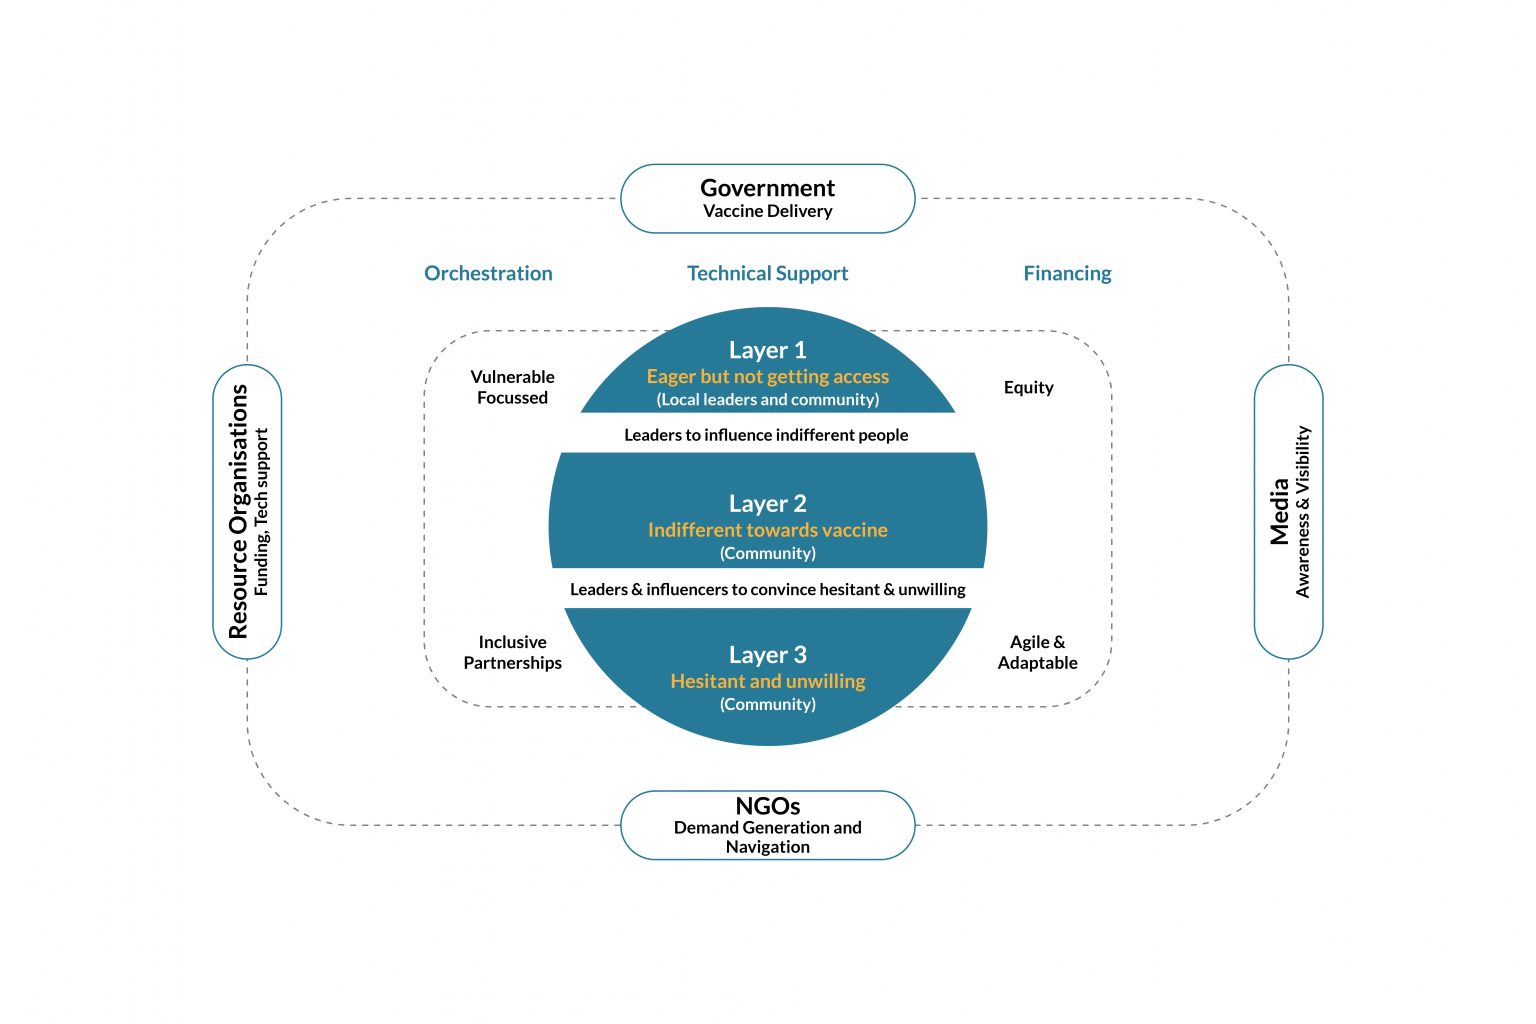 Government
Vaccine Delivery
Orchestration
Technical Support
Financing
Resource Organisations
Funding, Tech support
Vulnerable
Focussed
Layer 1
Eager but not getting access
(Local leaders and community)
Equity
Leaders to influence indifferent people
Layer 2
Indifferent towards vaccine
(Community)
Leaders & influencers to convince hesitant & unwilling
Inclusive
Partnerships
Layer 3
Hesitant and unwilling
(Community)
Agile &
Adaptable
Media
Awareness & Visibility
NGOs
Demand Generation and
Navigation